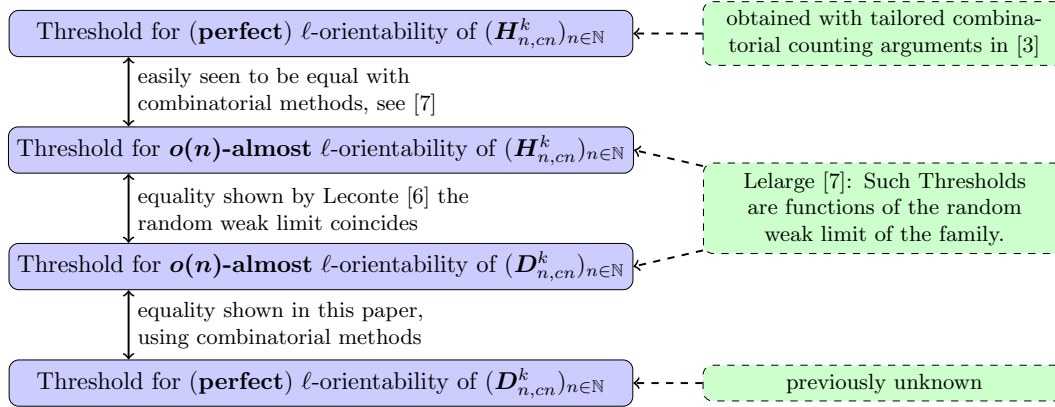 Threshold for (perfect) ℓ-orientability of (H^k_{n,cn})_{n∈ℕ}
obtained with tailored combina-
torial counting arguments in [3]
easily seen to be equal with
combinatorial methods, see [7]
Threshold for o(n)-almost ℓ-orientability of (H^k_{n,cn})_{n∈ℕ}
equality shown by Leconte [6] the
random weak limit coincides
Lelarge [7]: Such Thresholds
are functions of the random
weak limit of the family.
Threshold for o(n)-almost ℓ-orientability of (D^k_{n,cn})_{n∈ℕ}
equality shown in this paper,
using combinatorial methods
Threshold for (perfect) ℓ-orientability of (D^k_{n,cn})_{n∈ℕ}
previously unknown